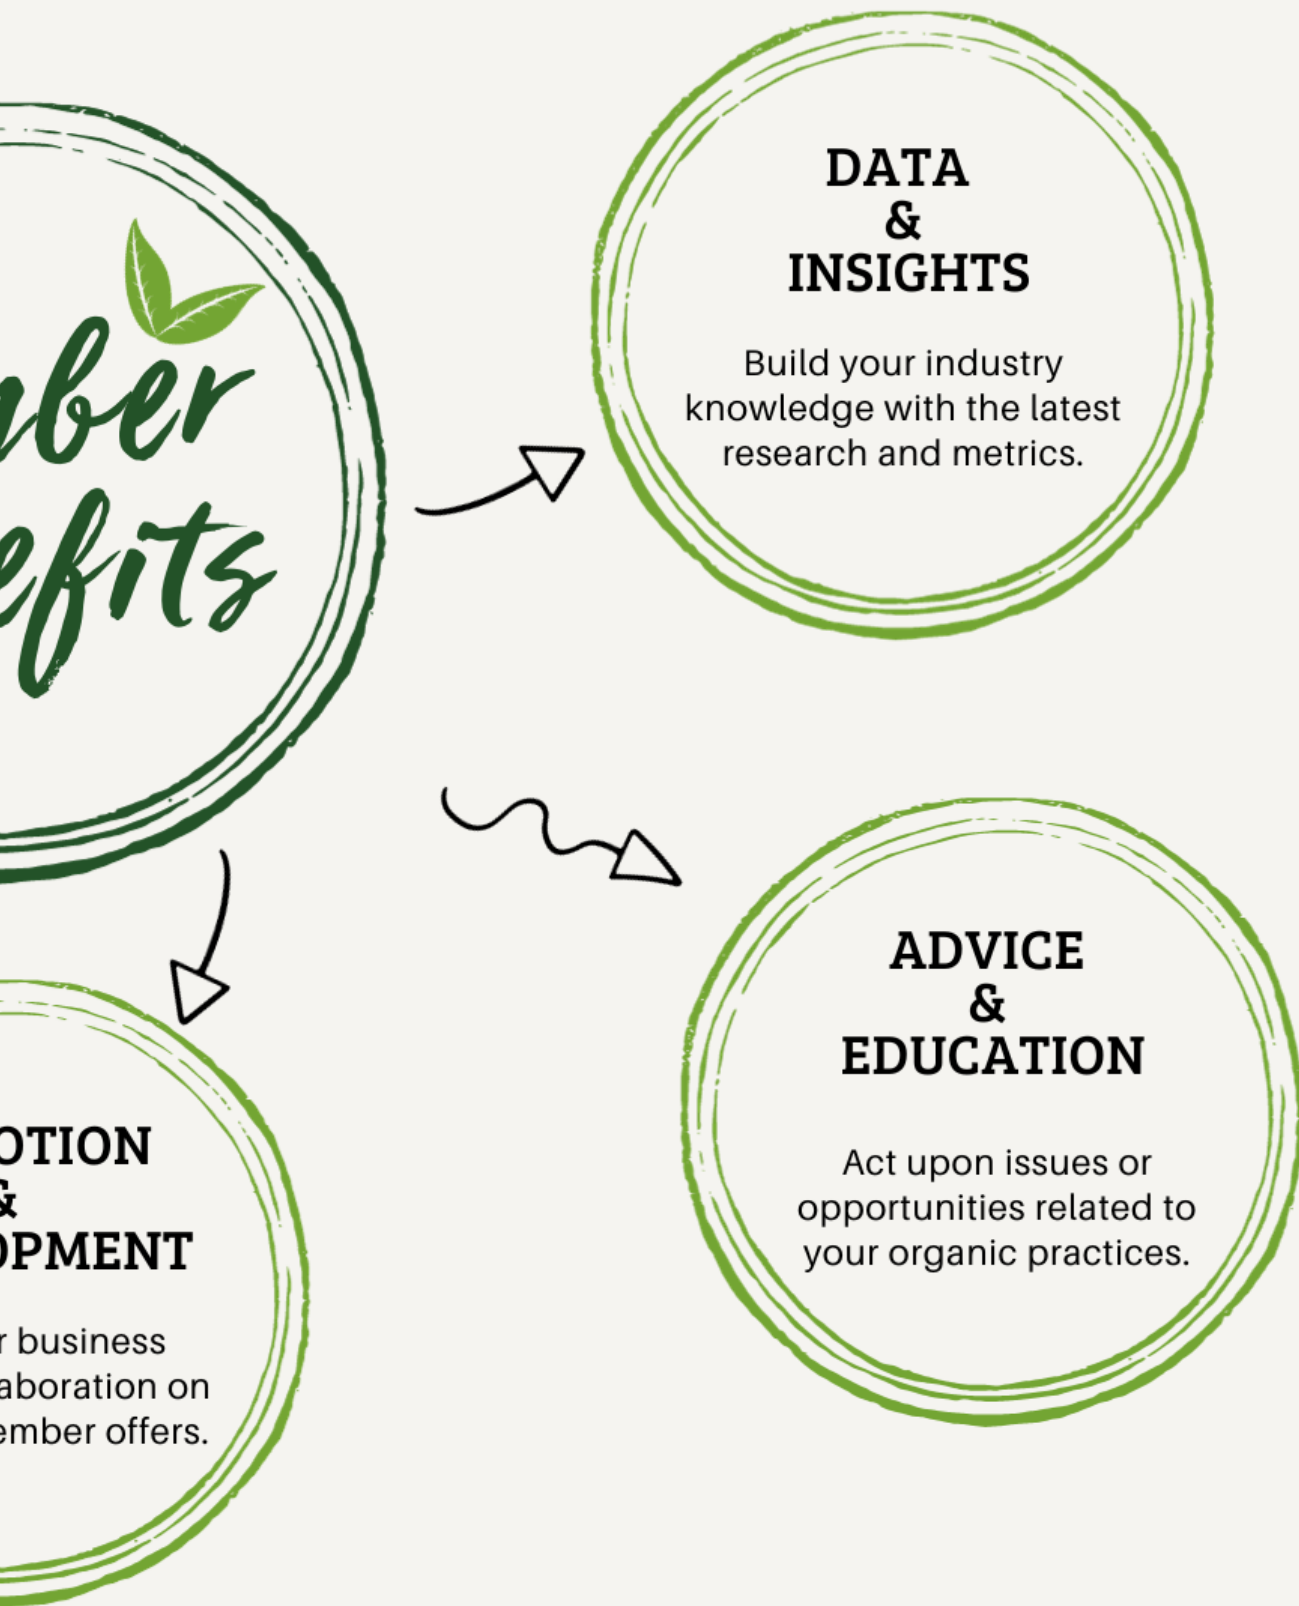 DATA
&
INSIGHTS
Build your industry
knowledge with the latest
research and metrics.
efits
ADVICE
&
EDUCATION
Act upon issues or
opportunities related to
your organic practices.
OTION
&
OPMENT
business
aboration on
ember offers.